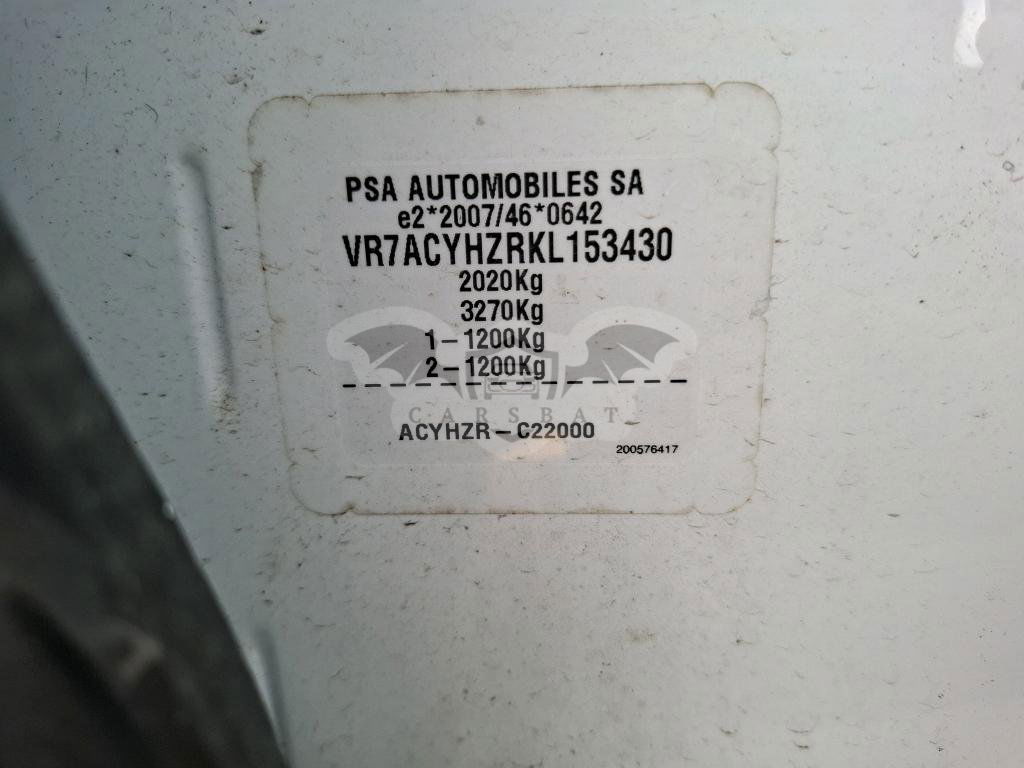 PSA AUTOMOBILES SA
e2*2007/46*0642
VR7ACYHZRKL153430
2020Kg
3270Kg
1-1200Kg
2-1200Kg
CARSBAT
ACYHZR-C22000
200576417